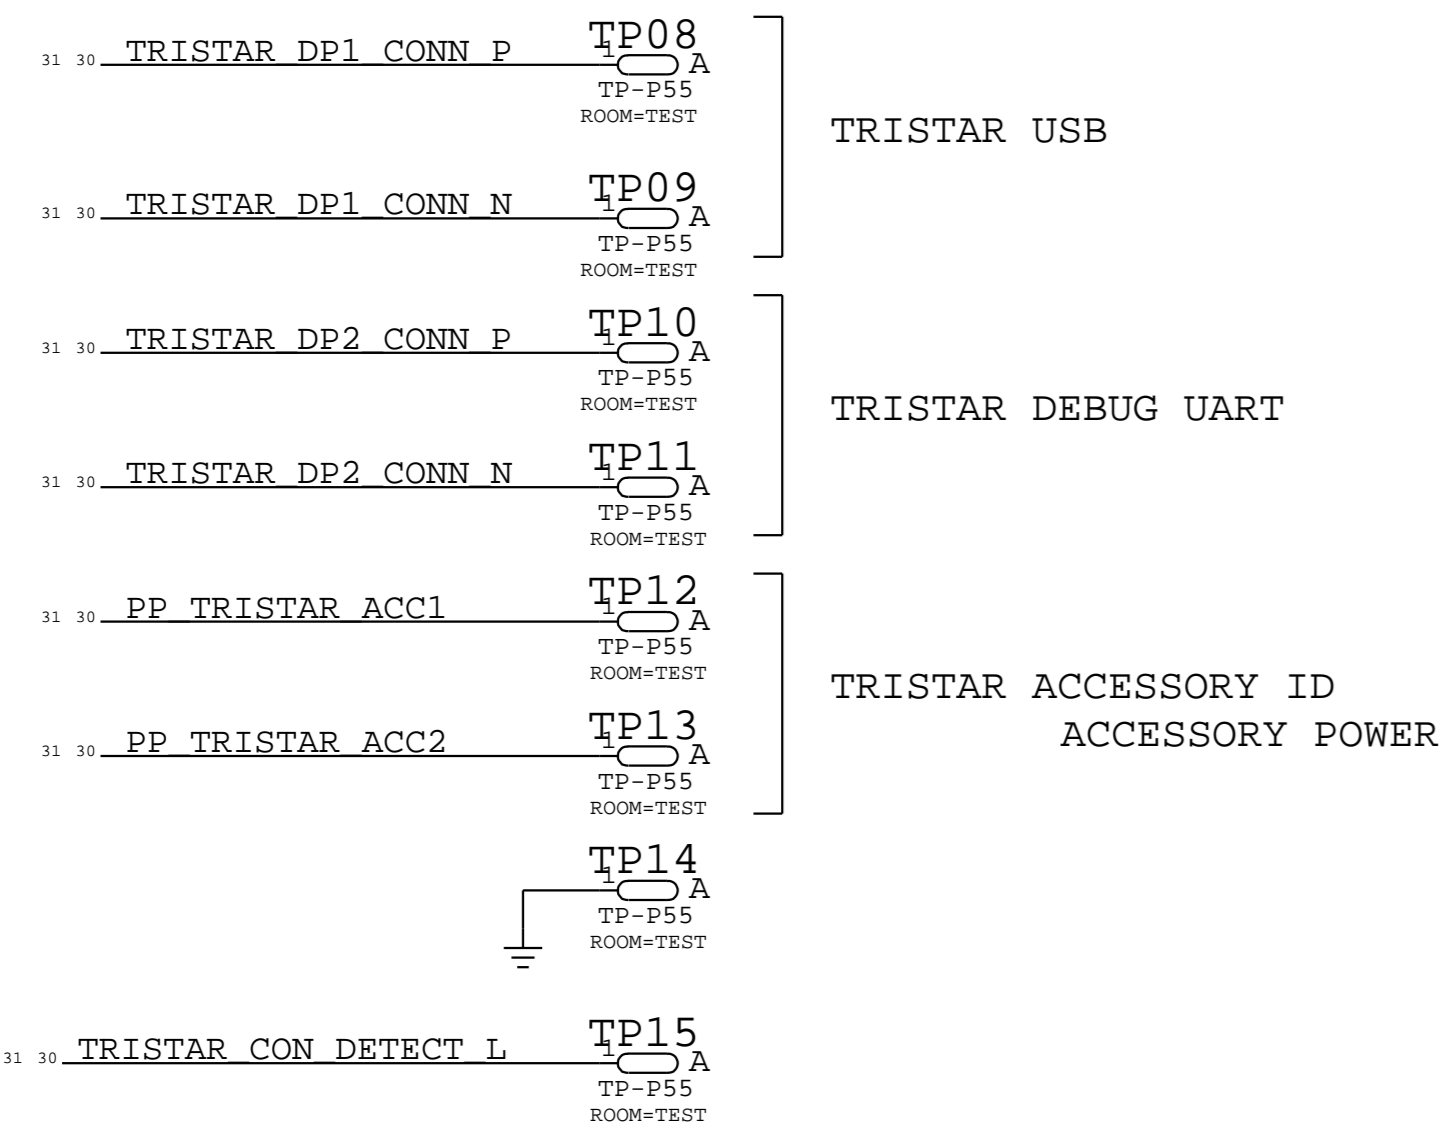 TP08
31 30 TRISTAR_DP1_CONN_P 1 A
TP-P55
ROOM=TEST
TRISTAR USB
TP09
31 30 TRISTAR_DP1_CONN_N 1 A
TP-P55
ROOM=TEST
TP10
31 30 TRISTAR_DP2_CONN_P 1 A
TP-P55
ROOM=TEST
TRISTAR DEBUG UART
TP11
31 30 TRISTAR_DP2_CONN_N 1 A
TP-P55
ROOM=TEST
TP12
31 30 PP_TRISTAR_ACC1 1 A
TP-P55
ROOM=TEST
TRISTAR ACCESSORY ID
ACCESSORY POWER
TP13
31 30 PP_TRISTAR_ACC2 1 A
TP-P55
ROOM=TEST
TP14
1 A
TP-P55
ROOM=TEST
TP15
31 30 TRISTAR_CON_DETECT_L 1 A
TP-P55
ROOM=TEST